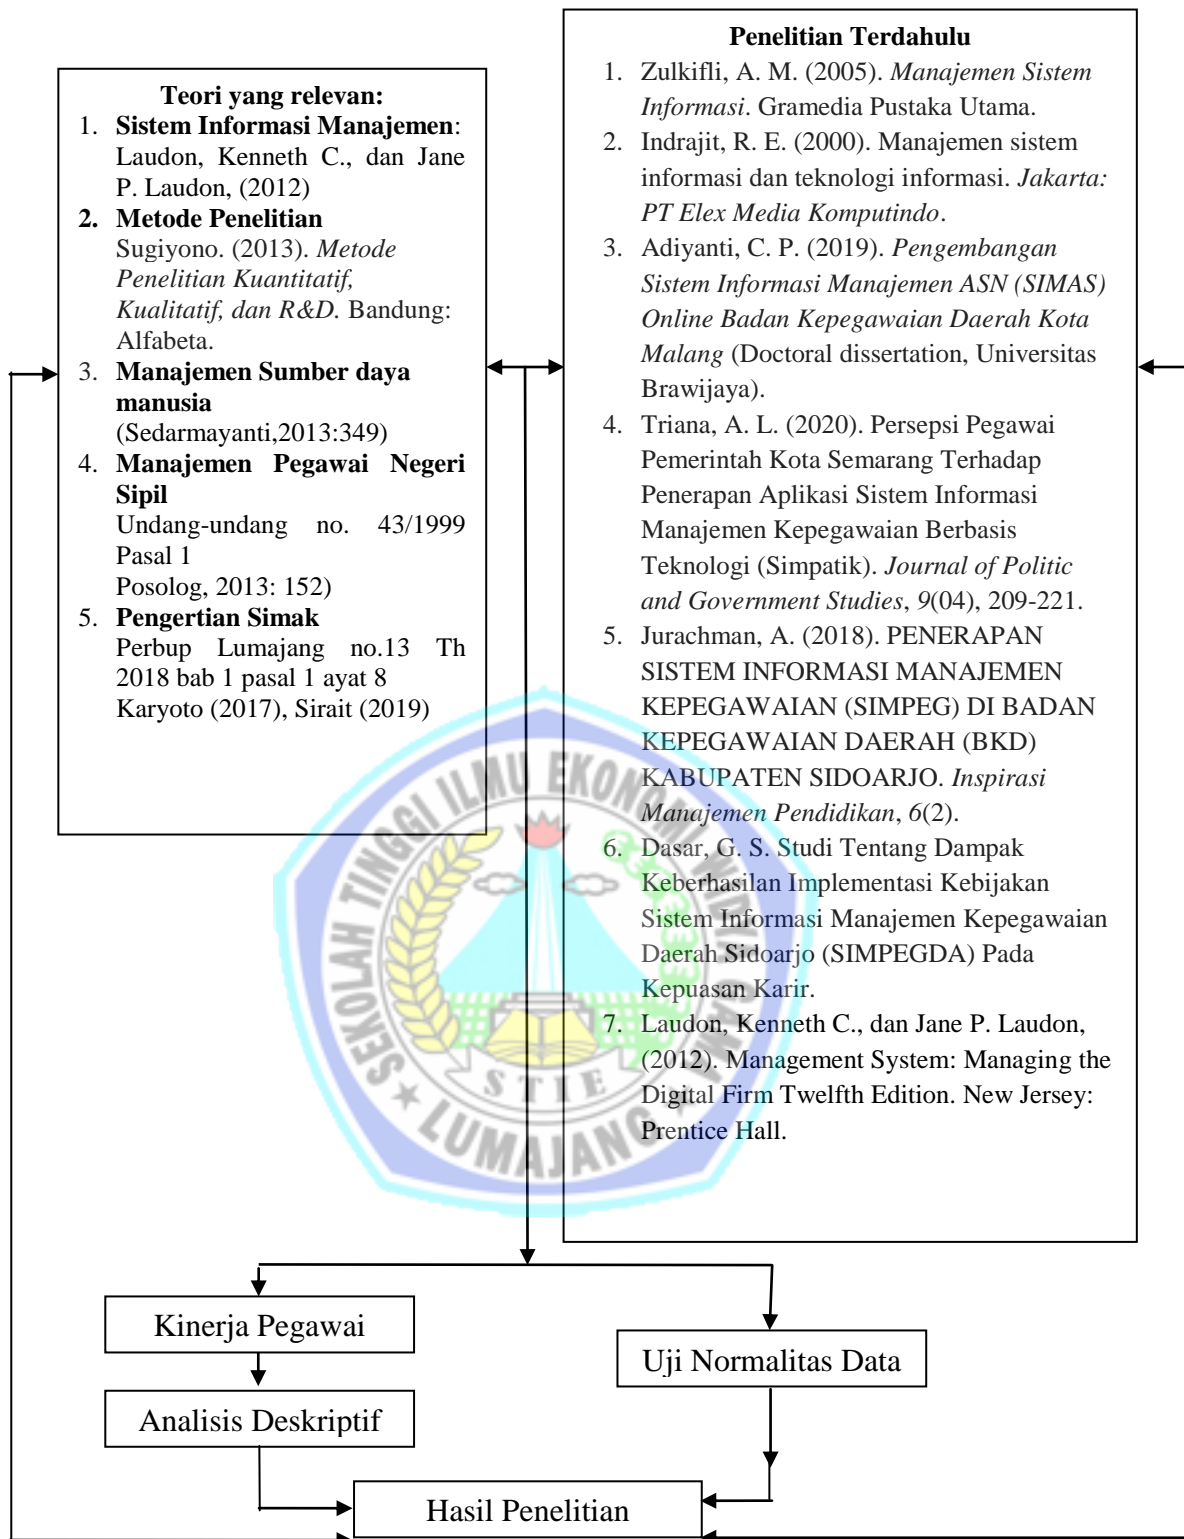 Teori yang relevan:
1. Sistem Informasi Manajemen:
Laudon, Kenneth C., dan Jane
P. Laudon, (2012)
2. Metode Penelitian
Sugiyono. (2013). Metode
Penelitian Kuantitatif,
Kualitatif, dan R&D. Bandung:
Alfabeta.
3. Manajemen Sumber daya
manusia
(Sedarmayanti,2013:349)
4. Manajemen Pegawai Negeri
Sipil
Undang-undang no. 43/1999
Pasal 1
Posolog, 2013: 152)
5. Pengertian Simak
Perbup Lumajang no.13 Th
2018 bab 1 pasal 1 ayat 8
Karyoto (2017), Sirait (2019)
Penelitian Terdahulu
1. Zulkifli, A. M. (2005). Manajemen Sistem
Informasi. Gramedia Pustaka Utama.
2. Indrajit, R. E. (2000). Manajemen sistem
informasi dan teknologi informasi. Jakarta:
PT Elex Media Komputindo.
3. Adiyanti, C. P. (2019). Pengembangan
Sistem Informasi Manajemen ASN (SIMAS)
Online Badan Kepegawaian Daerah Kota
Malang (Doctoral dissertation, Universitas
Brawijaya).
4. Triana, A. L. (2020). Persepsi Pegawai
Pemerintah Kota Semarang Terhadap
Penerapan Aplikasi Sistem Informasi
Manajemen Kepegawaian Berbasis
Teknologi (Simpatik). Journal of Politic
and Government Studies, 9(04), 209-221.
5. Jurachman, A. (2018). PENERAPAN
SISTEM INFORMASI MANAJEMEN
KEPEGAWAIAN (SIMPEG) DI BADAN
KEPEGAWAIAN DAERAH (BKD)
KABUPATEN SIDOARJO. Inspirasi
Manajemen Pendidikan, 6(2).
6. Dasar, G. S. Studi Tentang Dampak
Keberhasilan Implementasi Kebijakan
Sistem Informasi Manajemen Kepegawaian
Daerah Sidoarjo (SIMPEGDA) Pada
Kepuasan Karir.
7. Laudon, Kenneth C., dan Jane P. Laudon,
(2012). Management System: Managing the
Digital Firm Twelfth Edition. New Jersey:
Prentice Hall.
SEKOLAH TINGGI ILMU EKONOMI WIDYA GAMA
STIE
LUMAJANG
Kinerja Pegawai
Uji Normalitas Data
Analisis Deskriptif
Hasil Penelitian